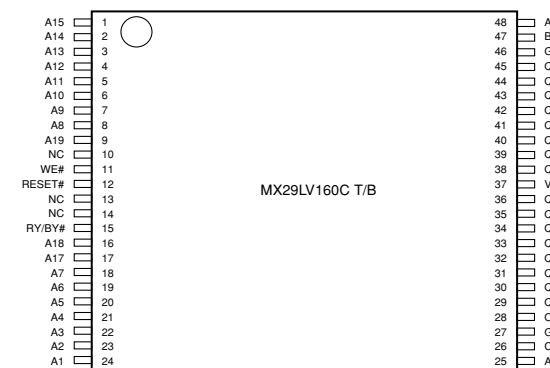 A15 1 48 A
A14 2 47 B
A13 3 46 G
A12 4 45 Q
A11 5 44 Q
A10 6 43 Q
A9 7 42 Q
A8 8 41 Q
A19 9 40 Q
NC 10 39 Q
WE# 11 38 Q
RESET# 12 37 V
MX29LV160C T/B
NC 13 36 Q
NC 14 35 Q
RY/BY# 15 34 Q
A18 16 33 Q
A17 17 32 Q
A7 18 31 Q
A6 19 30 Q
A5 20 29 Q
A4 21 28 O
A3 22 27 G
A2 23 26 C
A1 24 25 A